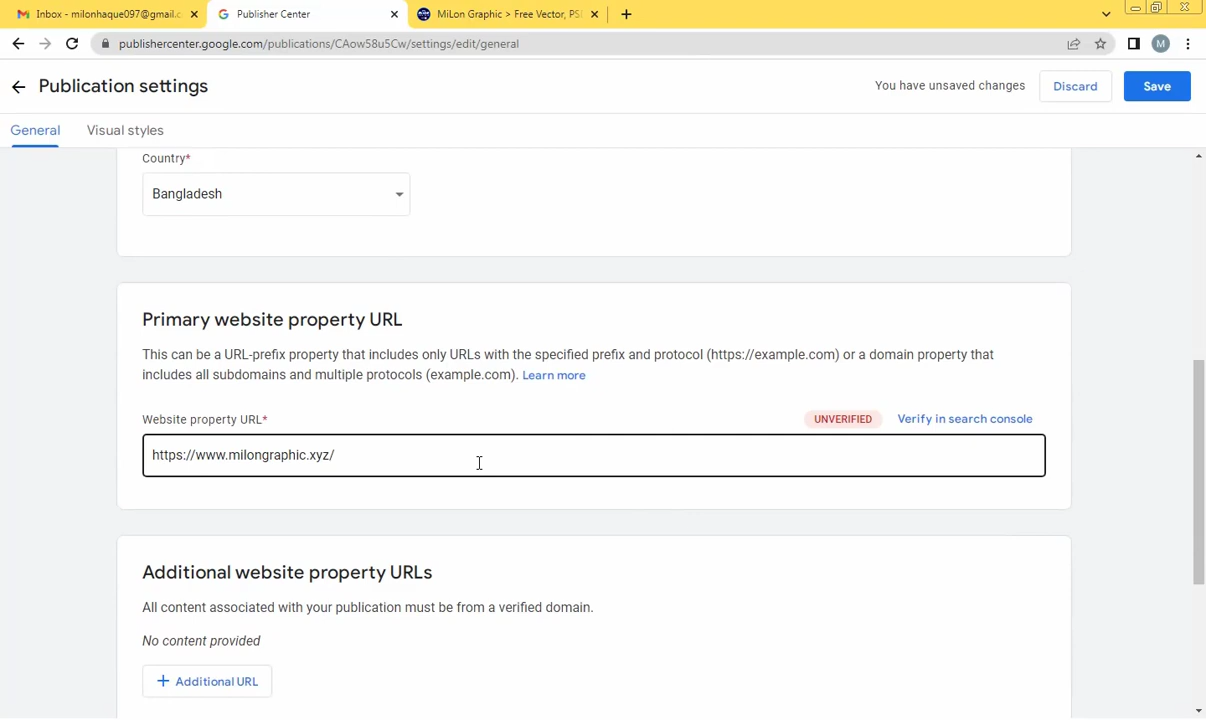 Inbox - milonhaque097@gmail.c
Publisher Center
MiLon Graphic > Free Vector, PSD
publishercenter.google.com/publications/CAow58u5Cw/settings/edit/general
M
Publication settings
You have unsaved changes
Discard
Save
General
Visual styles
Country*
Bangladesh
Primary website property URL
This can be a URL-prefix property that includes only URLs with the specified prefix and protocol (https://example.com) or a domain property that
includes all subdomains and multiple protocols (example.com). Learn more
Website property URL*
UNVERIFIED
Verify in search console
https://www.milongraphic.xyz/
Additional website property URLs
All content associated with your publication must be from a verified domain.
No content provided
+ Additional URL